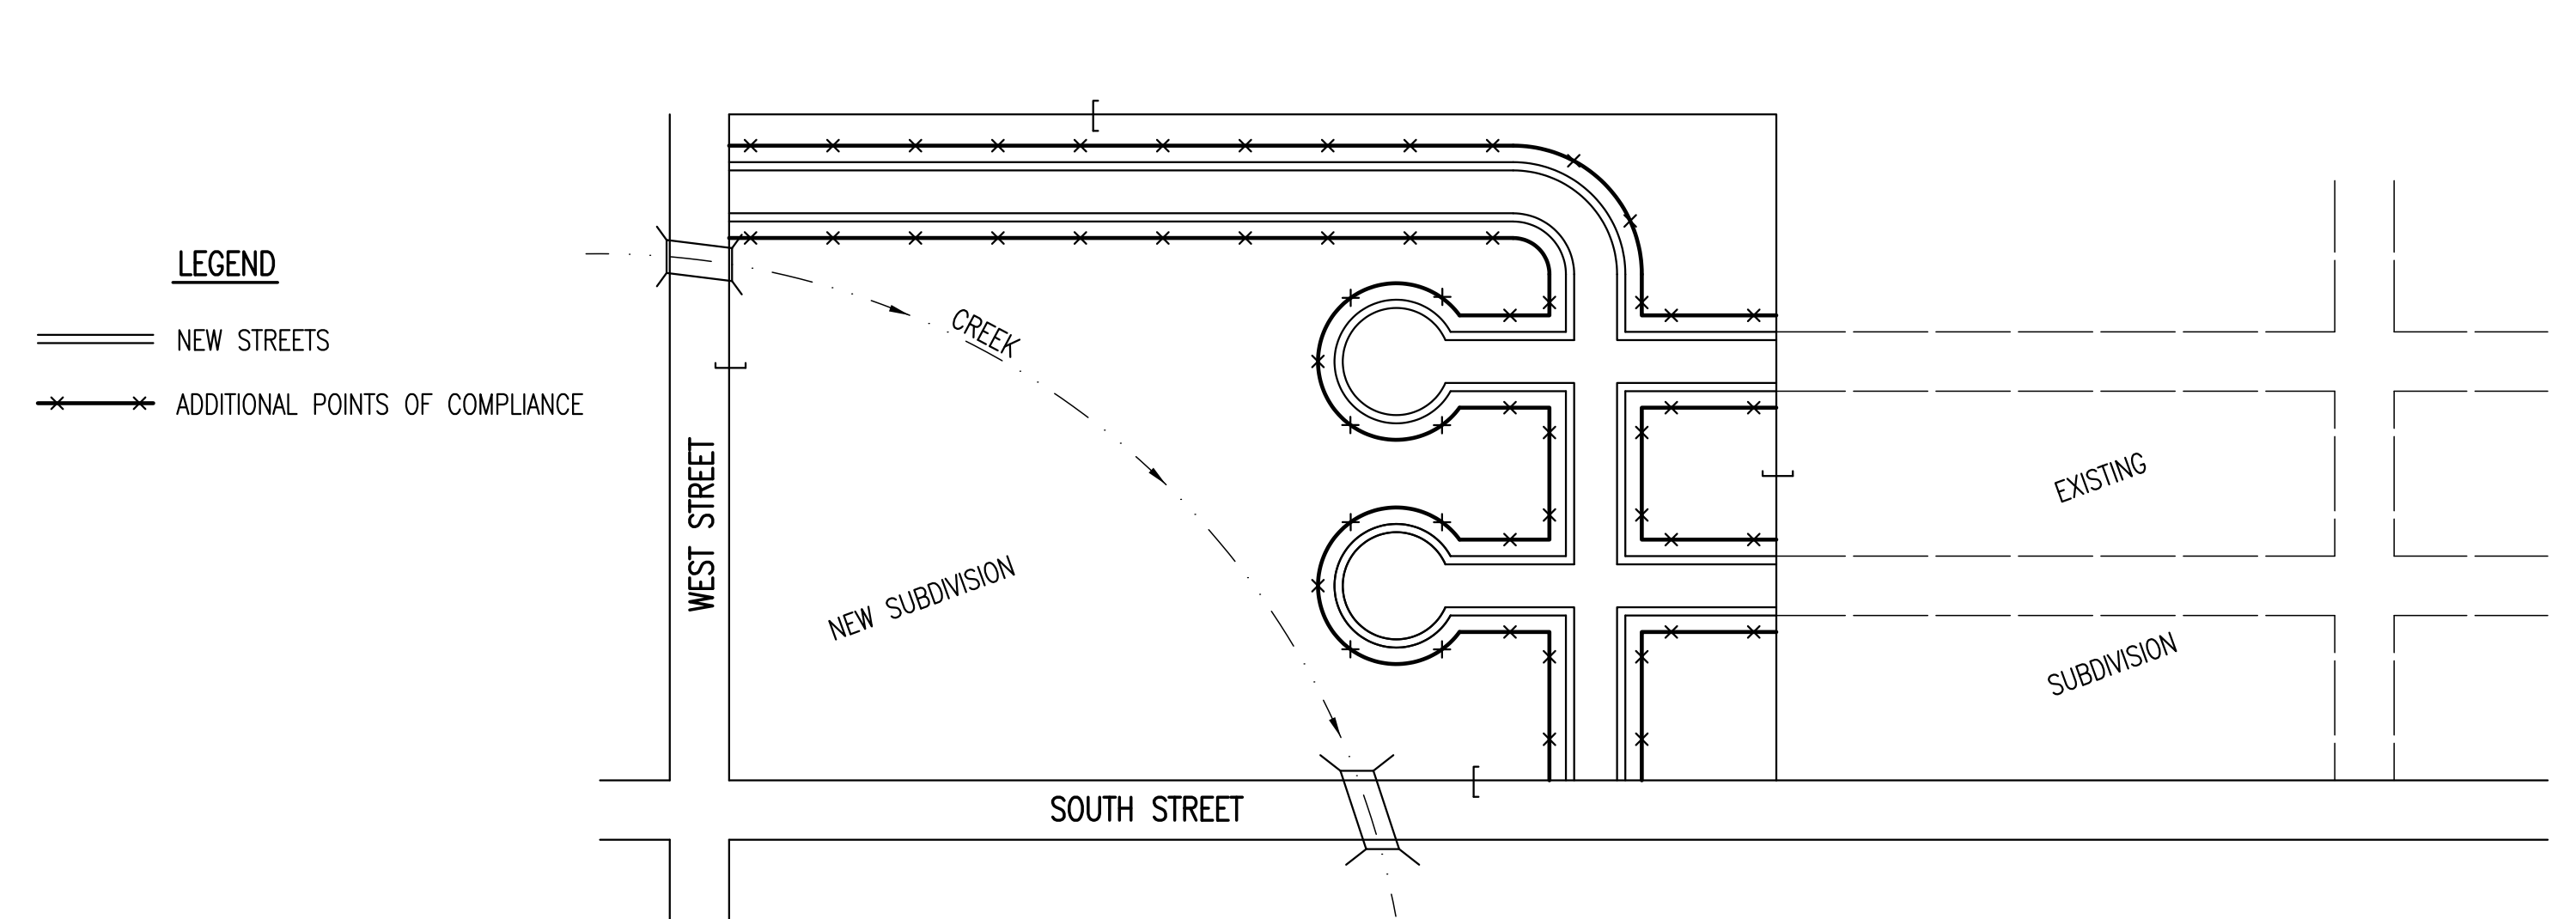 LEGEND
NEW STREETS
ADDITIONAL POINTS OF COMPLIANCE
WEST STREET
CREEK
NEW SUBDIVISION
SOUTH STREET
EXISTING
SUBDIVISION